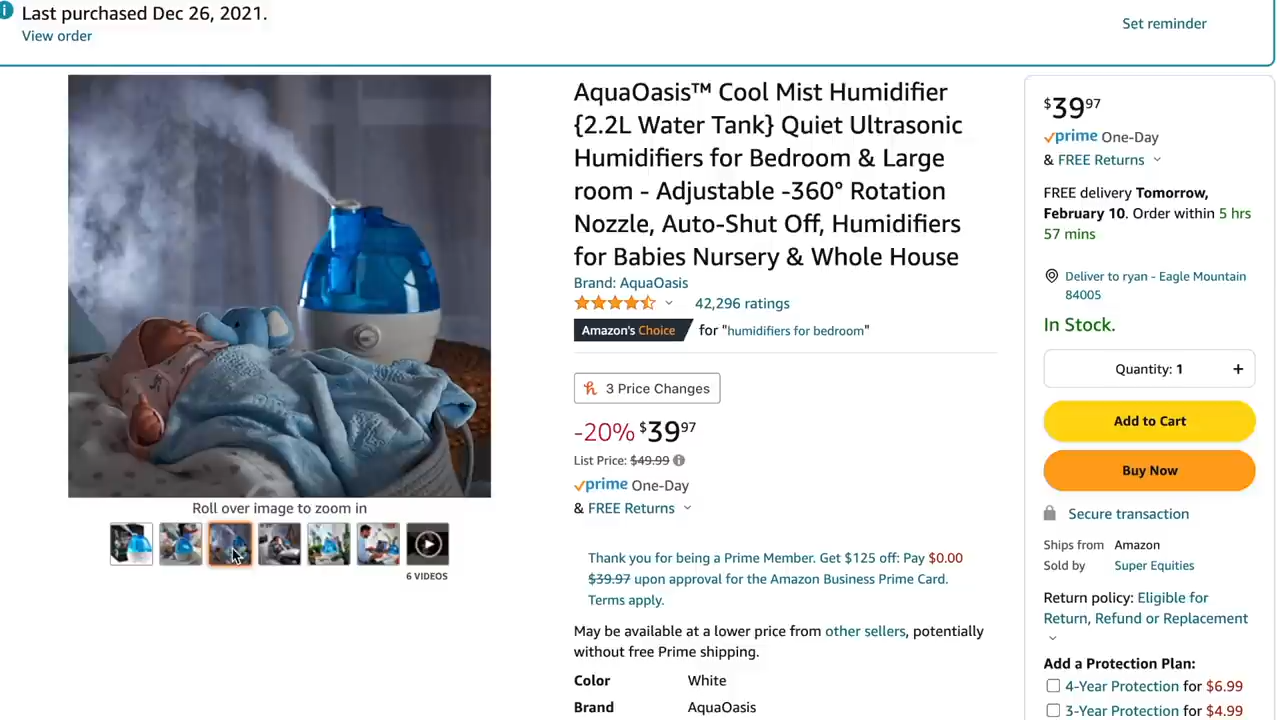 Last purchased Dec 26, 2021.
View order
Set reminder
Roll over image to zoom in
6 VIDEOS
AquaOasis™ Cool Mist Humidifier
{2.2L Water Tank} Quiet Ultrasonic
Humidifiers for Bedroom & Large
room - Adjustable -360° Rotation
Nozzle, Auto-Shut Off, Humidifiers
for Babies Nursery & Whole House
Brand: AquaOasis
42,296 ratings
Amazon's Choice for "humidifiers for bedroom"
3 Price Changes
-20% $39 97
List Price: $49.99
prime One-Day
& FREE Returns
Thank you for being a Prime Member. Get $125 off: Pay $0.00
$39.97 upon approval for the Amazon Business Prime Card.
Terms apply.
May be available at a lower price from other sellers, potentially
without free Prime shipping.
Color White
Brand AquaOasis
$39 97
prime One-Day
& FREE Returns
FREE delivery Tomorrow,
February 10. Order within 5 hrs
57 mins
Deliver to ryan - Eagle Mountain
84005
In Stock.
Quantity: 1 +
Add to Cart
Buy Now
Secure transaction
Ships from Amazon
Sold by Super Equities
Return policy: Eligible for
Return, Refund or Replacement
Add a Protection Plan:
4-Year Protection for $6.99
3-Year Protection for $4.99